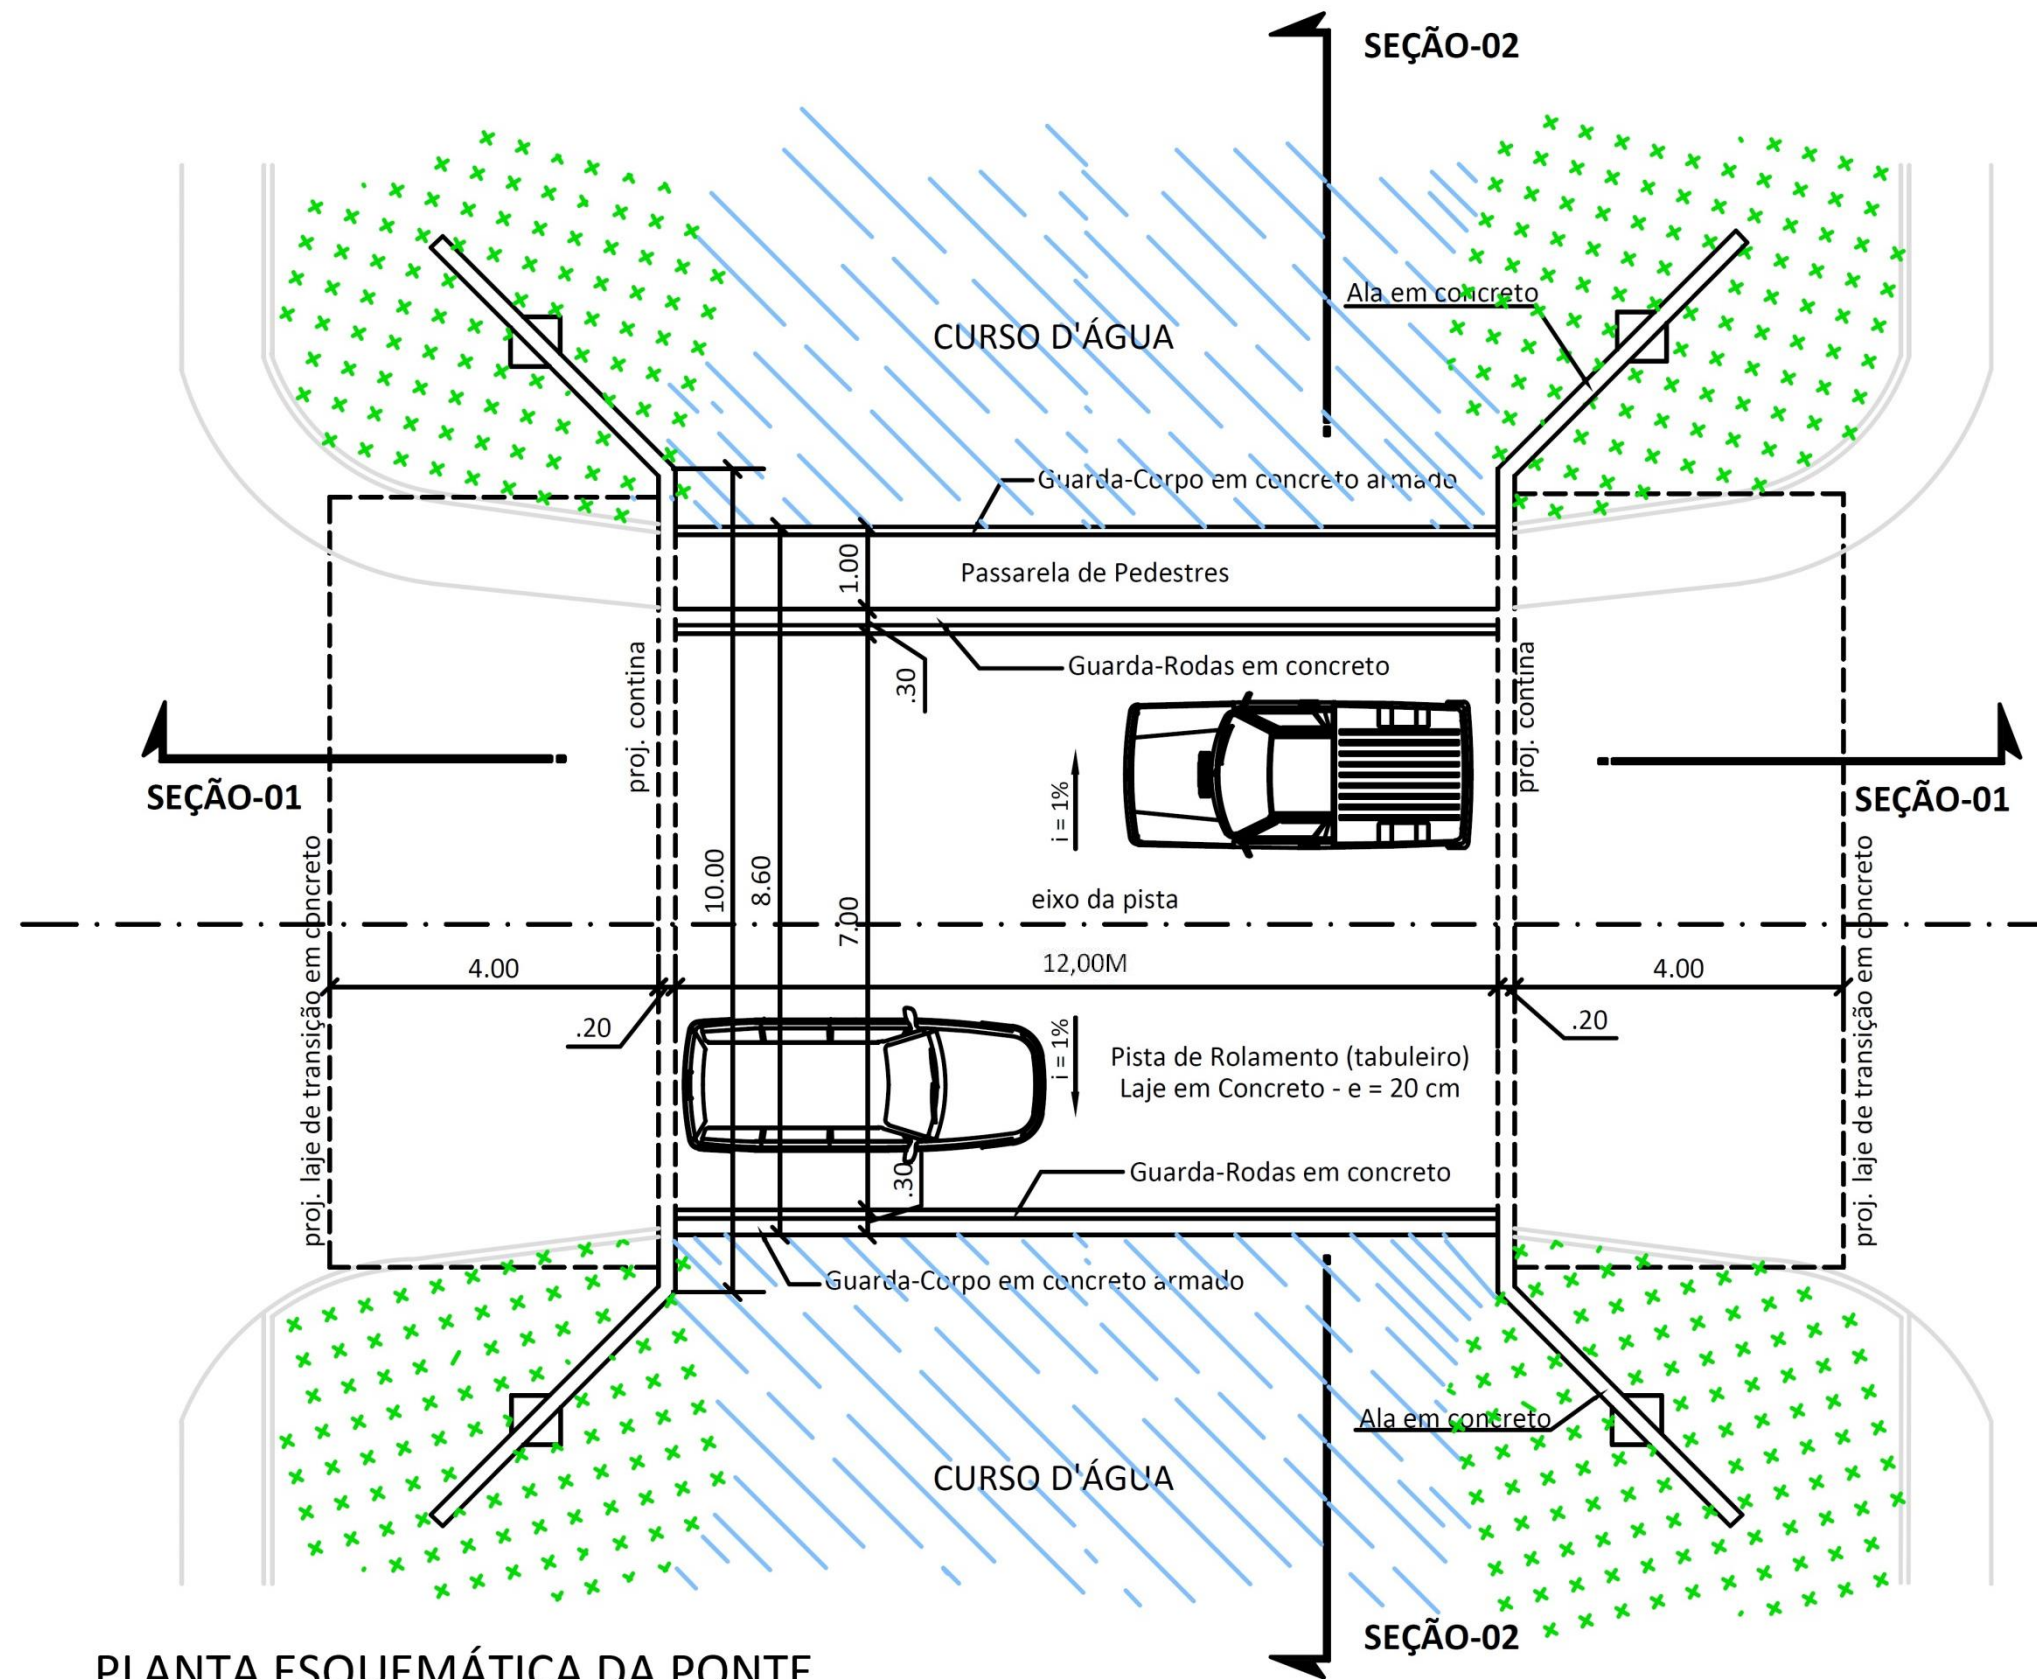 SEÇÃO-02
Ala em concreto
CURSO D'ÁGUA
Guarda-Corpo em concreto armado
1.00
Passarela de Pedestres
.30
Guarda-Rodas em concreto
proj. contina
proj. contina
SEÇÃO-01
SEÇÃO-01
i = 1%
10.00
8.60
7.00
eixo da pista
proj. laje de transição em concreto
proj. laje de transição em concreto
4.00
12,00M
4.00
.20
.20
i = 1%
Pista de Rolamento (tabuleiro)
Laje em Concreto - e = 20 cm
.30
Guarda-Rodas em concreto
Guarda-Corpo em concreto armado
Ala em concreto
CURSO D'ÁGUA
SEÇÃO-02
PLANTA ESQUEMÁTICA DA PONTE